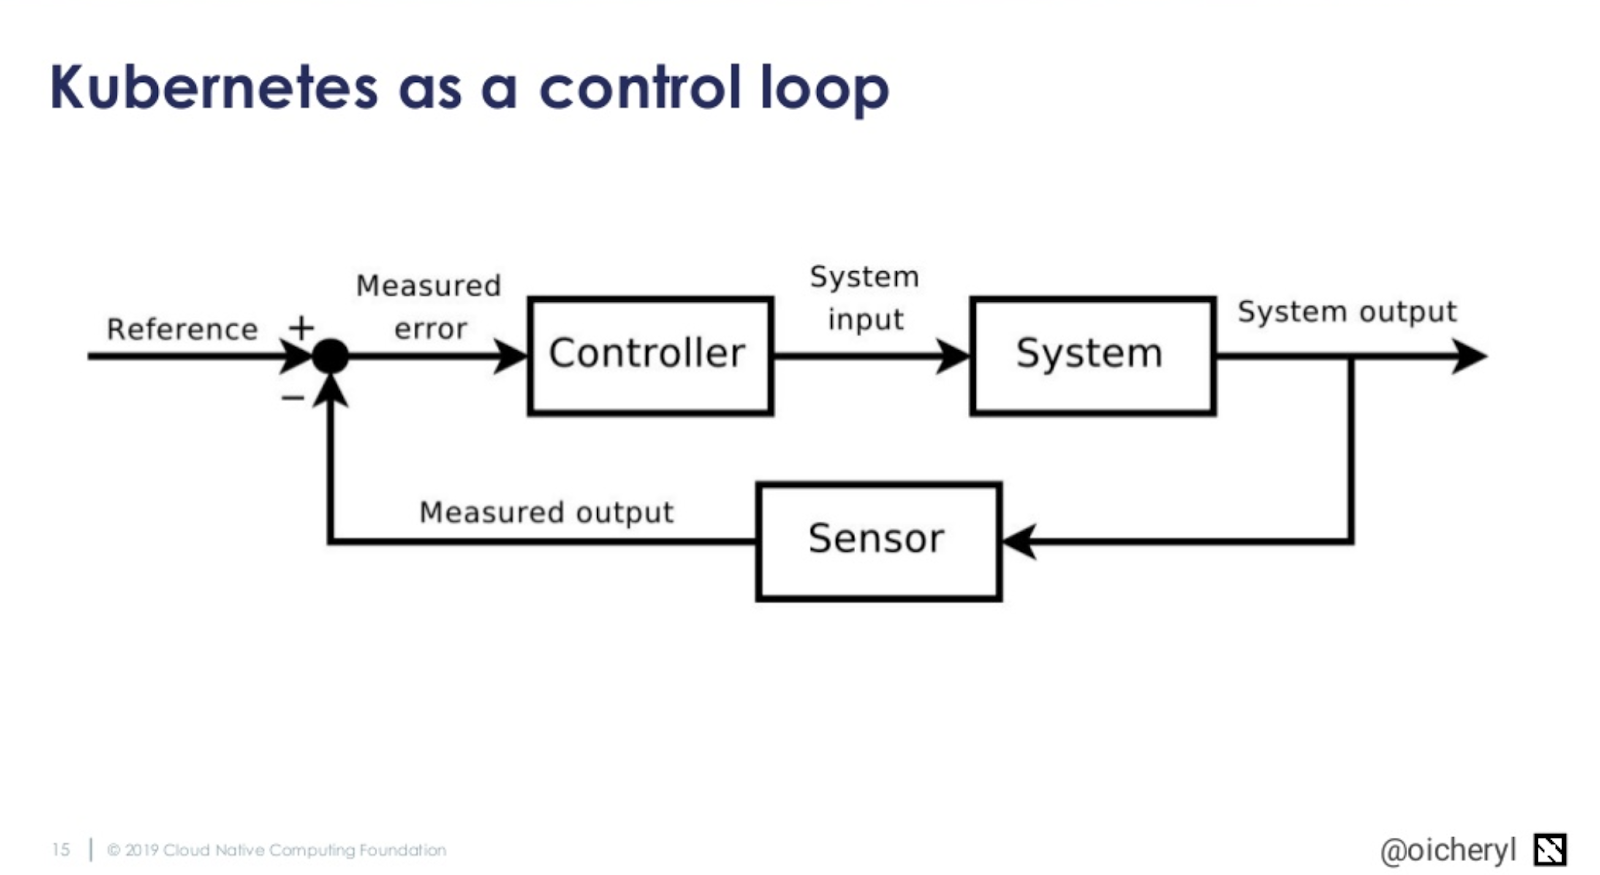 Kubernetes as a control loop
Reference
+
−
Measured
error
Controller
System
input
System
System output
Measured output
Sensor
15
© 2019 Cloud Native Computing Foundation
@oicheryl